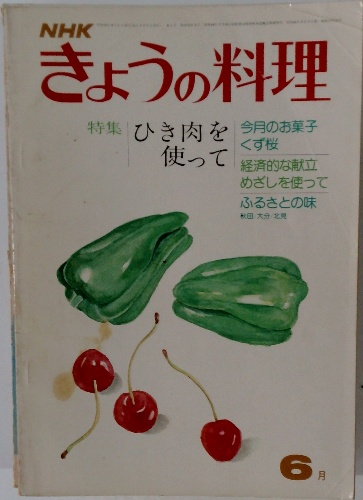 NHK
きょうの料理
特集
ひき肉を
使って
今月のお菓子
くず桜
経済的な献立
めざしを使って
ふるさとの味
秋田・大分・北見
6月